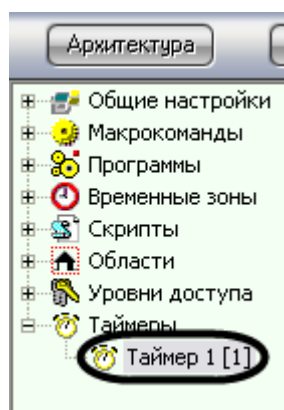 Архитектура
Общие настройки
Макрокоманды
Программы
Временные зоны
Скрипты
Области
Уровни доступа
Таймеры
Таймер 1 [1]